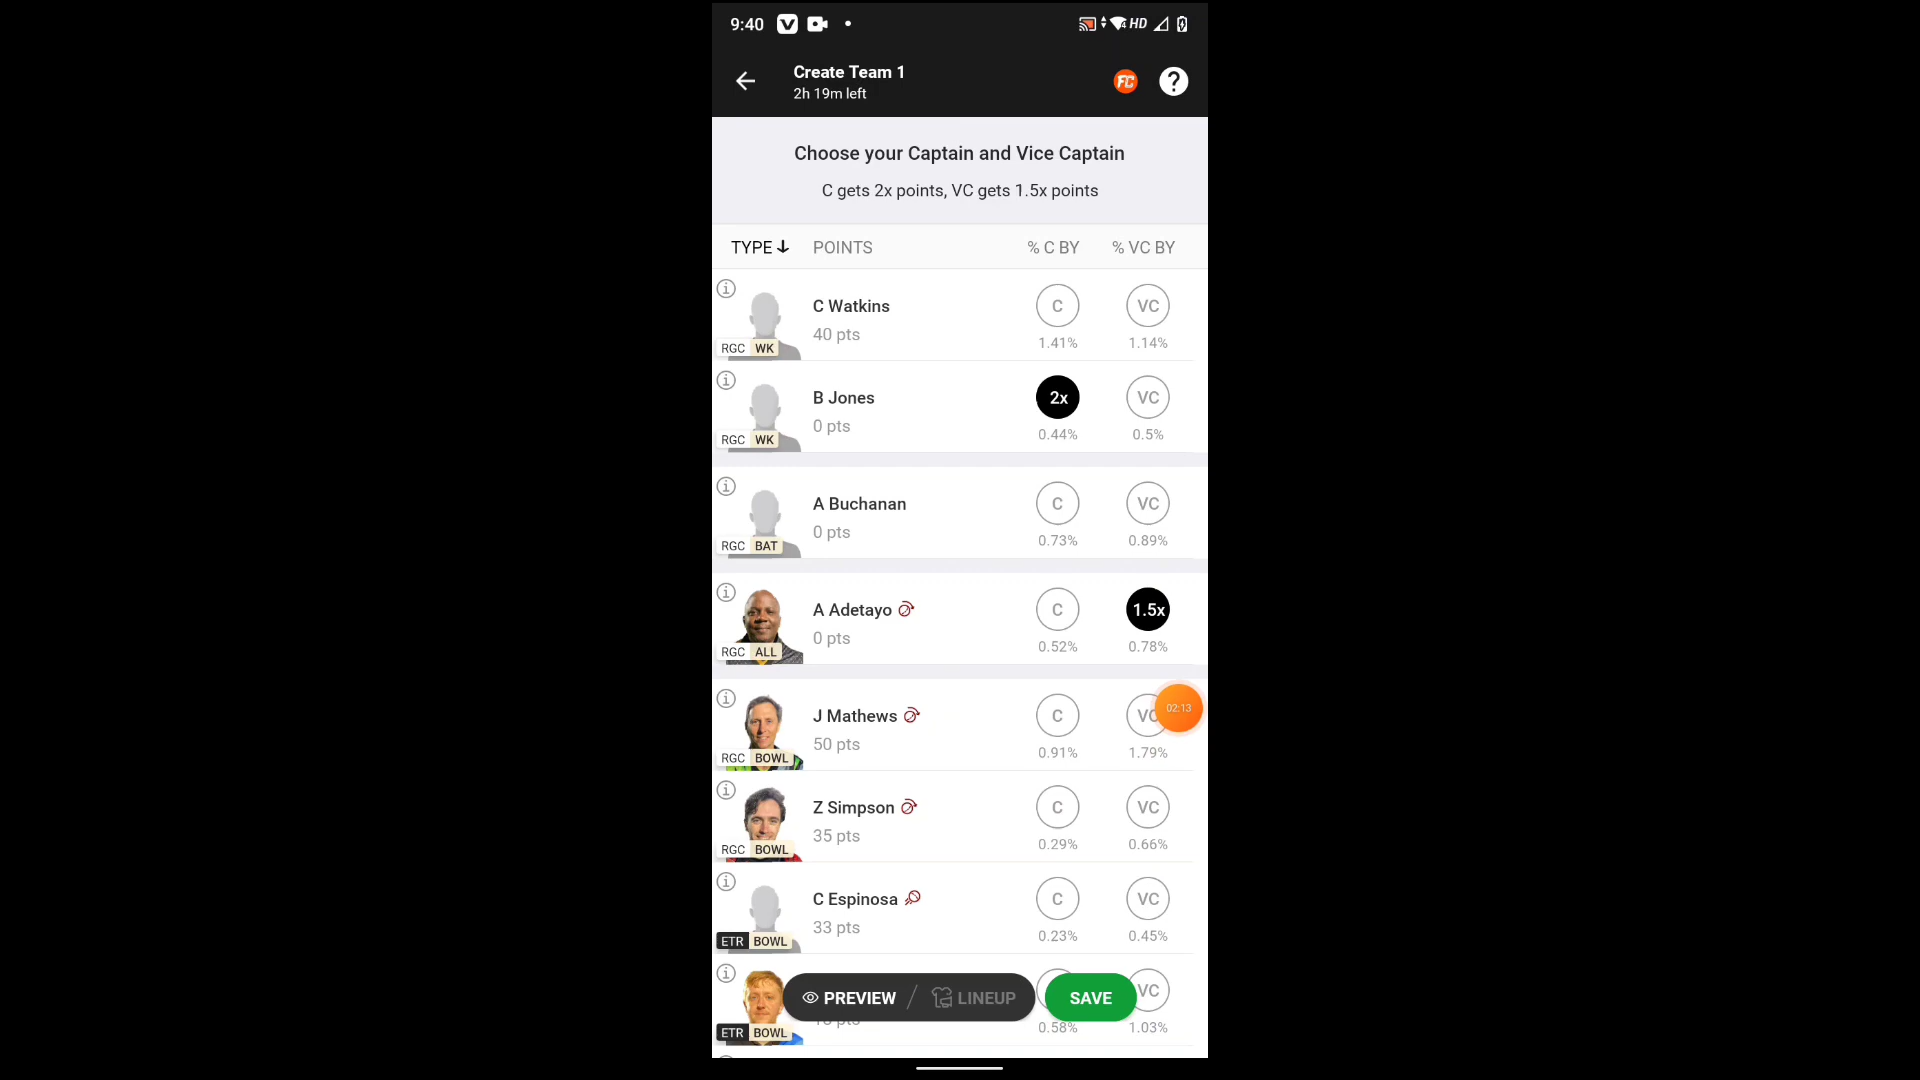 9:40 HD
Create Team 1
2h 19m left
FC ?
Choose your Captain and Vice Captain
C gets 2x points, VC gets 1.5x points
TYPE POINTS % C BY % VC BY
C Watkins C VC
40 pts
RGC WK 1.41% 1.14%
B Jones 2x VC
0 pts
RGC WK 0.44% 0.5%
A Buchanan C VC
0 pts
RGC BAT 0.73% 0.89%
A Adetayo C 1.5x
0 pts
RGC ALL 0.52% 0.78%
J Mathews C VC 02:13
50 pts
RGC BOWL 0.91% 1.79%
Z Simpson C VC
35 pts
RGC BOWL 0.29% 0.66%
C Espinosa C VC
33 pts
ETR BOWL 0.23% 0.45%
PREVIEW / LINEUP SAVE VC
ETR BOWL 0.58% 1.03%